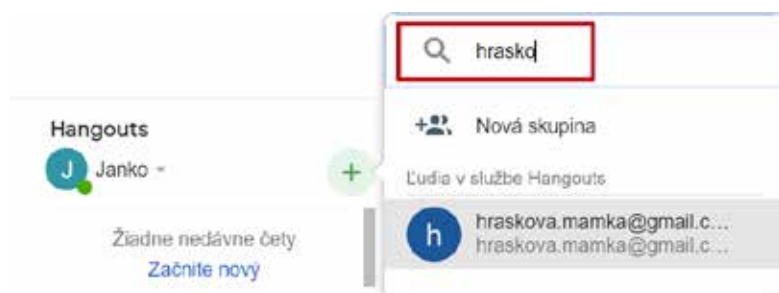 Hangouts
J Janko
Žiadne nedávne čety
Začnite nový
hrasko
Nová skupina
Ľudia v službe Hangouts
h
hraskova.mamka@gmail.c...
hraskova.mamka@gmail.c...